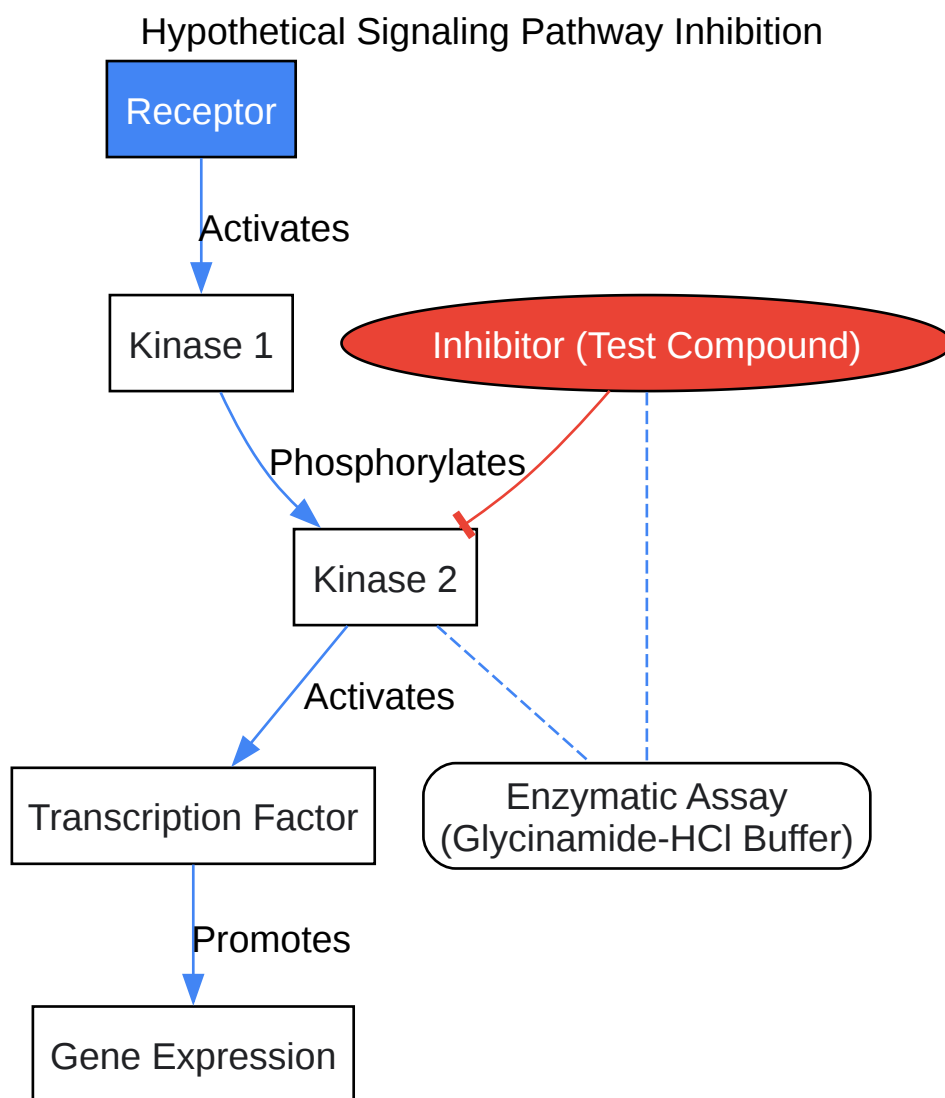 Hypothetical Signaling Pathway Inhibition
Receptor
Activates
Kinase 1
Inhibitor (Test Compound)
Phosphorylates
Kinase 2
Activates
Transcription Factor
Enzymatic Assay
(Glycinamide-HCl Buffer)
Promotes
Gene Expression